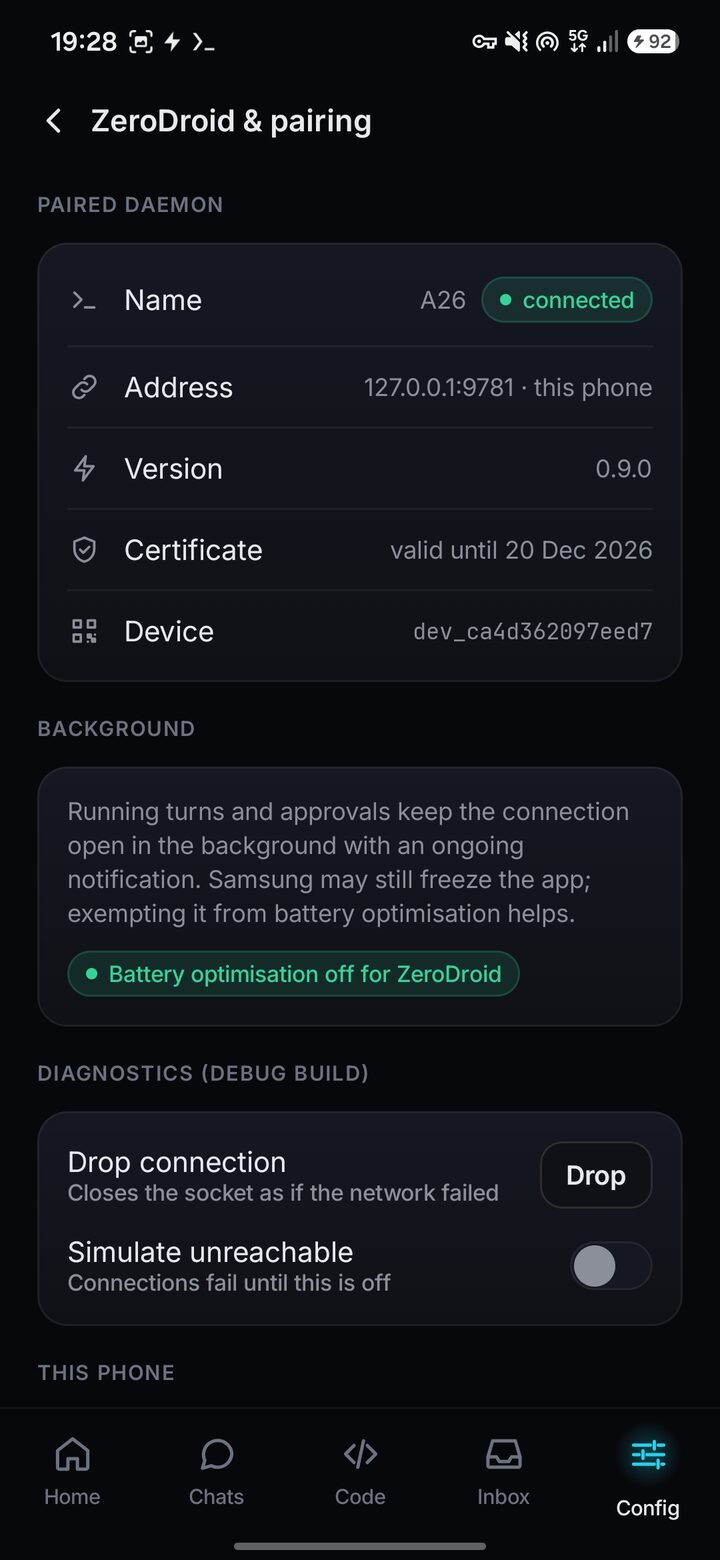 19:28
5G
92
ZeroDroid & pairing
PAIRED DAEMON
Name A26 connected
Address 127.0.0.1:9781 · this phone
Version 0.9.0
Certificate valid until 20 Dec 2026
Device dev_ca4d362097eed7
BACKGROUND
Running turns and approvals keep the connection
open in the background with an ongoing
notification. Samsung may still freeze the app;
exempting it from battery optimisation helps.
Battery optimisation off for ZeroDroid
DIAGNOSTICS (DEBUG BUILD)
Drop connection
Closes the socket as if the network failed
Drop
Simulate unreachable
Connections fail until this is off
THIS PHONE
Home Chats Code Inbox Config